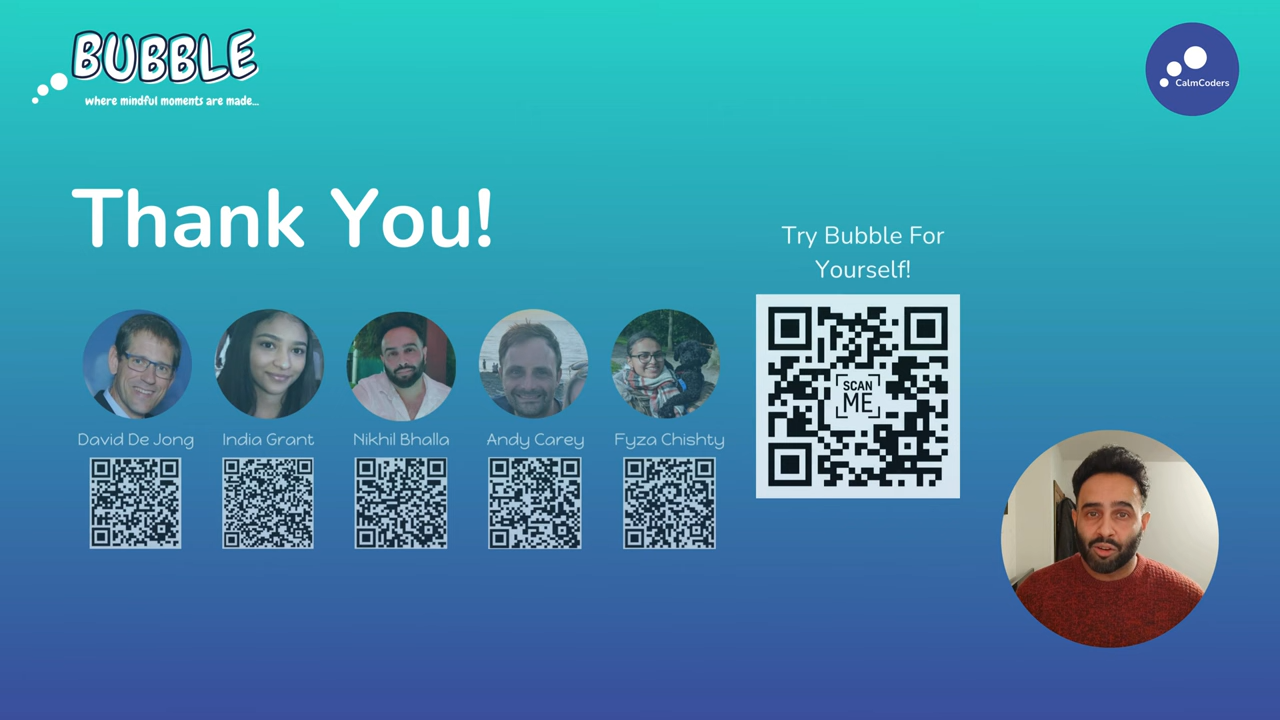 BUBBLE
where mindful moments are made...
CalmCoders
Thank You!
Try Bubble For
Yourself!
SCAN
ME
David De Jong
India Grant
Nikhil Bhalla
Andy Carey
Fyza Chishty